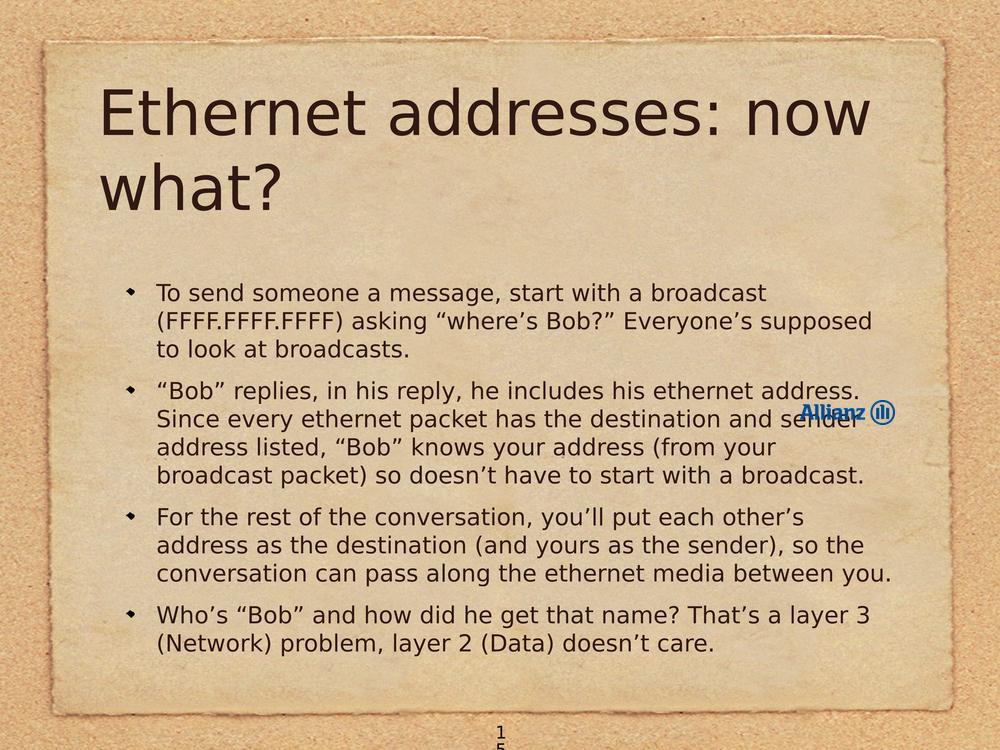 Ethernet addresses: now
what?
To send someone a message, start with a broadcast
(FFFF.FFFF.FFFF) asking “where’s Bob?” Everyone’s supposed
to look at broadcasts.
“Bob” replies, in his reply, he includes his ethernet address.
Since every ethernet packet has the destination and sender
Allianz
address listed, “Bob” knows your address (from your
broadcast packet) so doesn’t have to start with a broadcast.
For the rest of the conversation, you’ll put each other’s
address as the destination (and yours as the sender), so the
conversation can pass along the ethernet media between you.
Who’s “Bob” and how did he get that name? That’s a layer 3
(Network) problem, layer 2 (Data) doesn’t care.
1
5